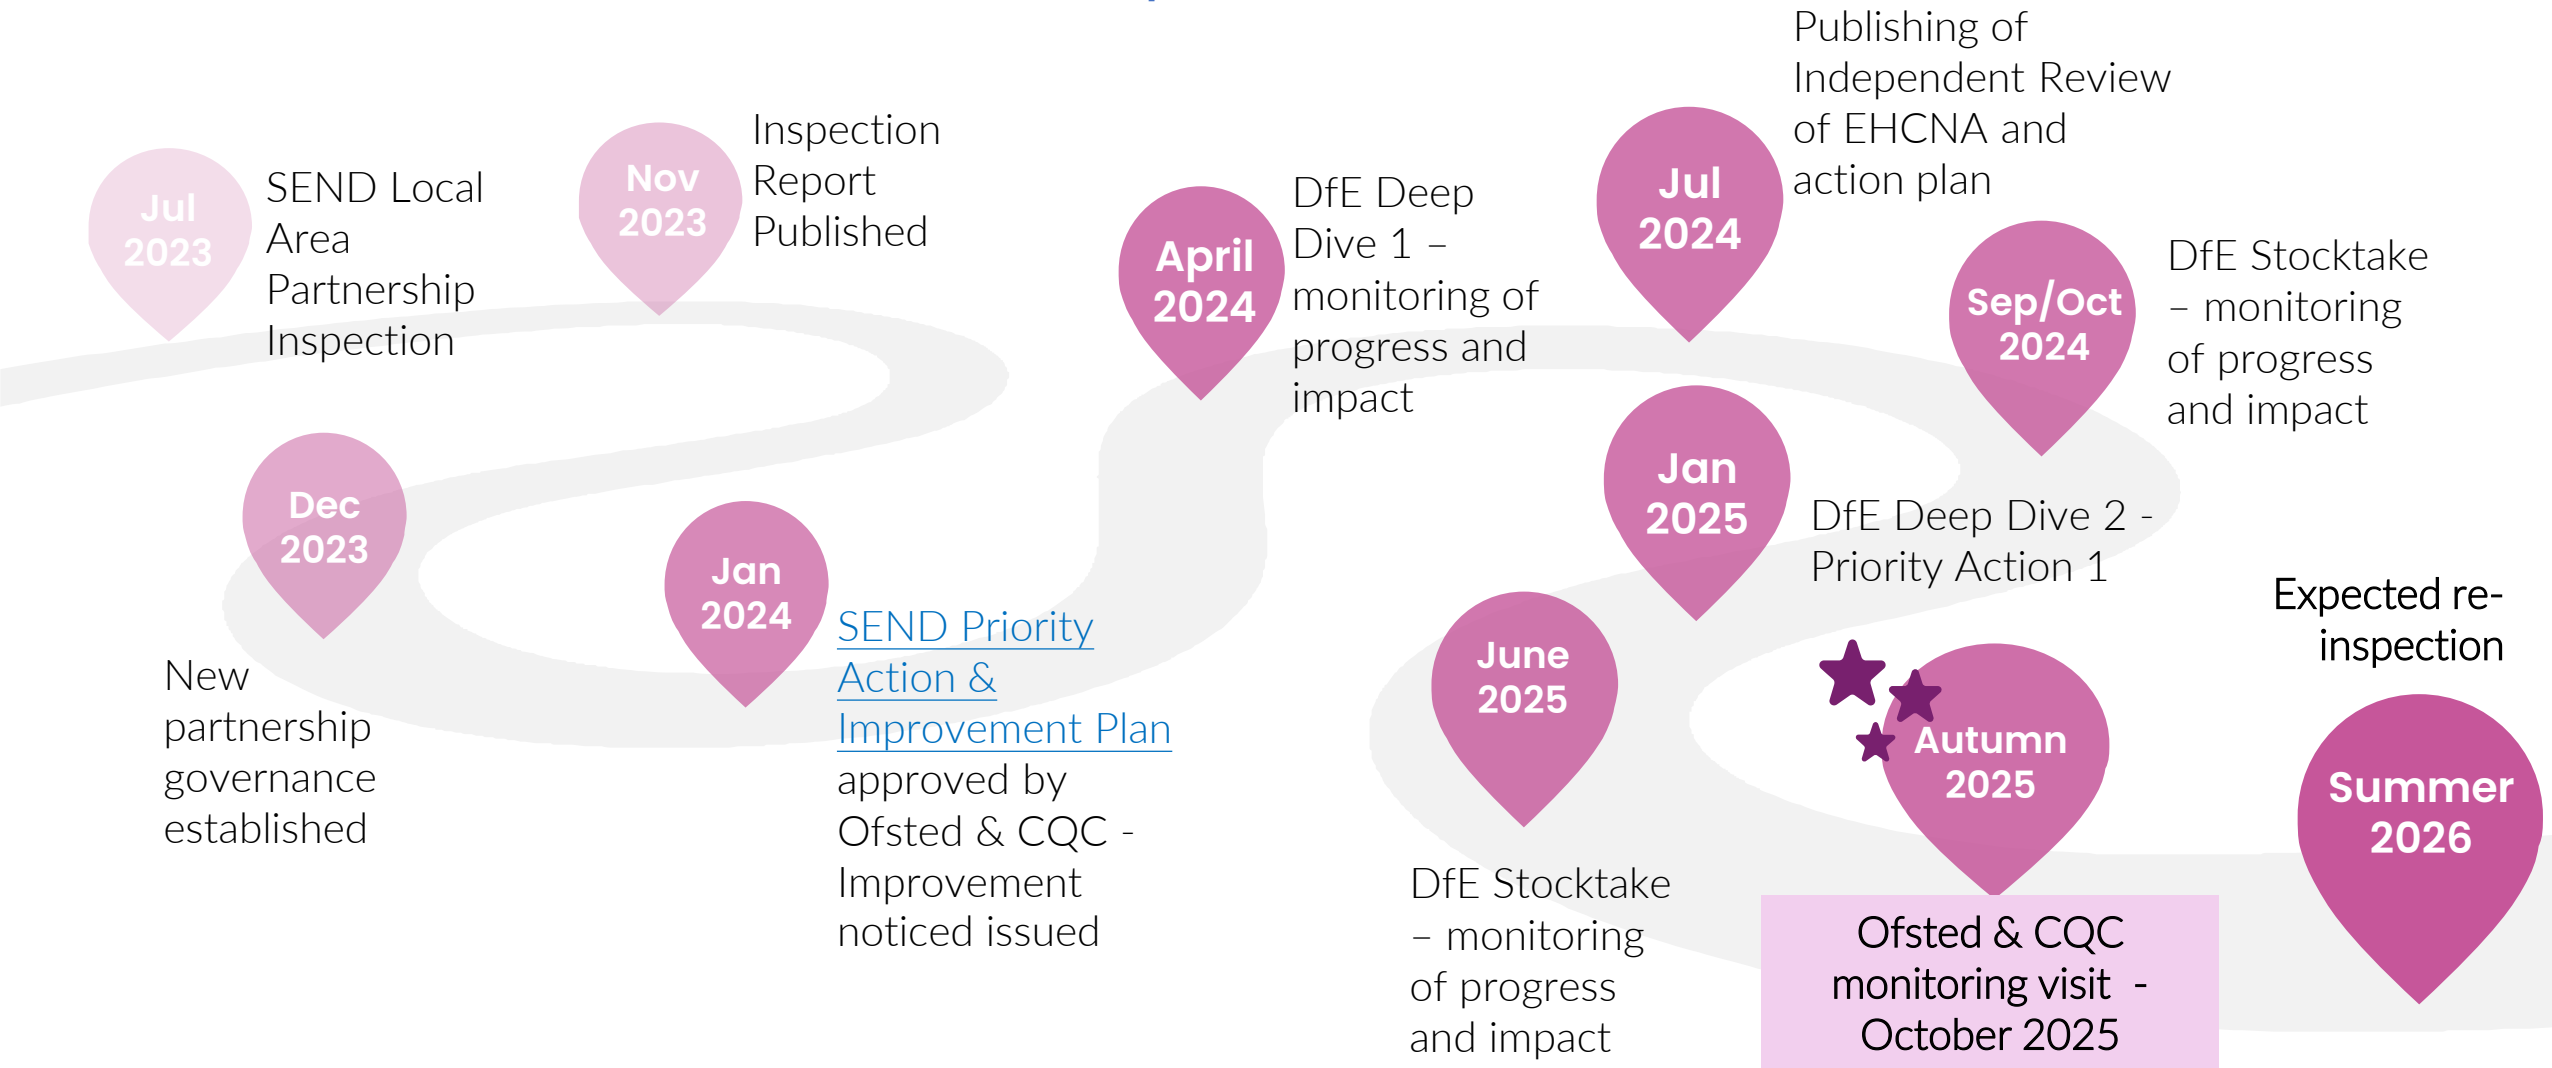 Jul
2023
SEND Local
Area
Partnership
Inspection
Nov
2023
Inspection
Report
Published
Dec
2023
New
partnership
governance
established
Jan
2024
SEND Priority
Action &
Improvement Plan
approved by
Ofsted & CQC -
Improvement
noticed issued
April
2024
DfE Deep
Dive 1 –
monitoring of
progress and
impact
Jul
2024
Publishing of
Independent Review
of EHCNA and
action plan
Sep/Oct
2024
DfE Stocktake
– monitoring
of progress
and impact
Jan
2025
DfE Deep Dive 2 -
Priority Action 1
June
2025
DfE Stocktake
– monitoring
of progress
and impact
Autumn
2025
Ofsted & CQC
monitoring visit  -
October 2025
Expected re-
inspection
Summer
2026